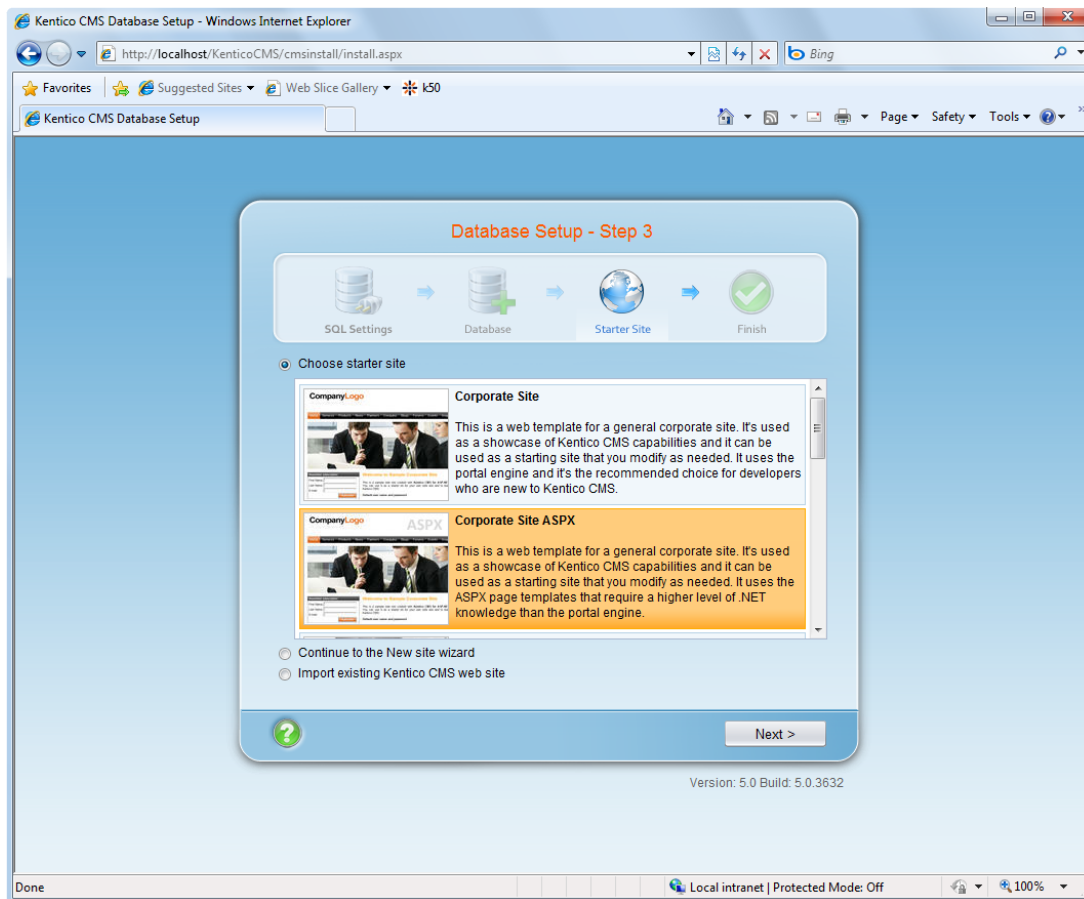 Kentico CMS Database Setup - Windows Internet Explorer
http://localhost/KenticoCMS/cmsinstall/install.aspx
Bing
Favorites
Suggested Sites
Web Slice Gallery
k50
Kentico CMS Database Setup
Page
Safety
Tools
Database Setup - Step 3
SQL Settings
Database
Starter Site
Finish
Choose starter site
CompanyLogo
Corporate Site
This is a web template for a general corporate site. It's used
as a showcase of Kentico CMS capabilities and it can be
used as a starting site that you modify as needed. It uses the
portal engine and it's the recommended choice for developers
who are new to Kentico CMS.
CompanyLogo
ASPX
Corporate Site ASPX
This is a web template for a general corporate site. It's used
as a showcase of Kentico CMS capabilities and it can be
used as a starting site that you modify as needed. It uses the
ASPX page templates that require a higher level of .NET
knowledge than the portal engine.
Continue to the New site wizard
Import existing Kentico CMS web site
?
Next >
Version: 5.0 Build: 5.0.3632
Done
Local intranet | Protected Mode: Off
100%